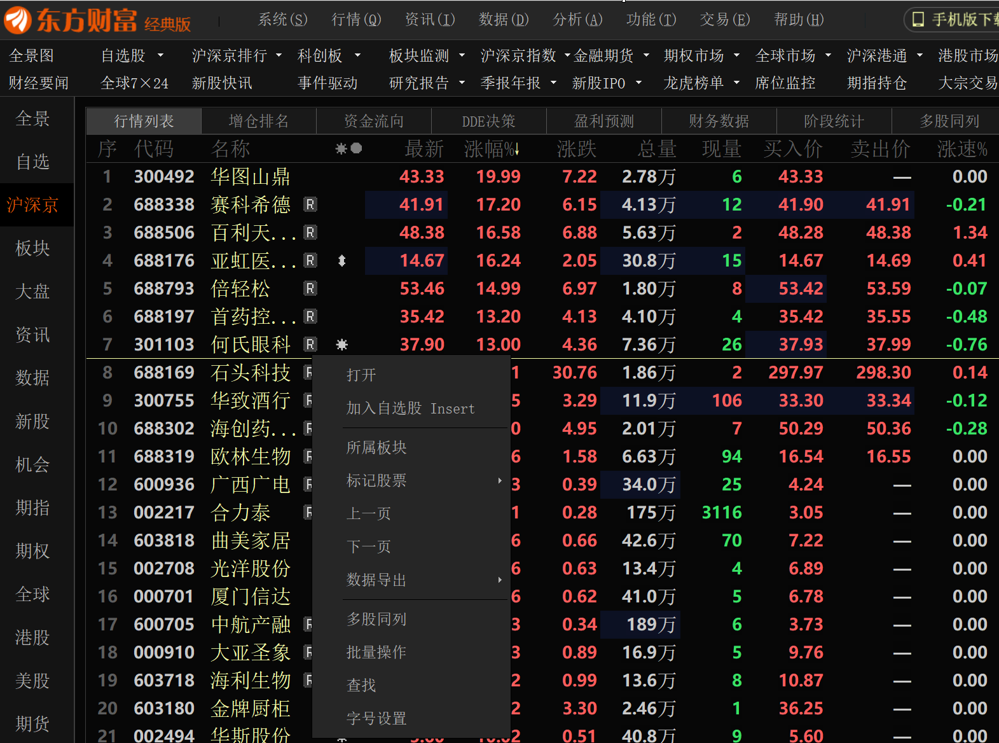 东方财富 经典版 系统(S) 行情(Q) 资讯(I) 数据(D) 分析(A) 功能(T) 交易(E) 帮助(H) 手机版下
全景图 自选股 沪深京排行 科创板 板块监测 沪深京指数 金融期货 期权市场 全球市场 沪深港通 港股市场
财经要闻 全球7×24 新股快讯 事件驱动 研究报告 季报年报 新股IPO 龙虎榜单 席位监控 期指持仓 大宗交易
全景
自选
沪深京
板块
大盘
资讯
数据
新股
机会
期指
期权
全球
港股
美股
期货
行情列表 增仓排名 资金流向 DDE决策 盈利预测 财务数据 阶段统计 多股同列
序 代码 名称 最新 涨幅%↓ 涨跌 总量 现量 买入价 卖出价 涨速%
1 300492 华图山鼎 43.33 19.99 7.22 2.78万 6 43.33 — 0.00
2 688338 赛科希德 R 41.91 17.20 6.15 4.13万 12 41.90 41.91 -0.21
3 688506 百利天... R 48.38 16.58 6.88 5.63万 2 48.28 48.38 1.34
4 688176 亚虹医... R 14.67 16.24 2.05 30.8万 15 14.67 14.69 0.41
5 688793 倍轻松 R 53.46 14.99 6.97 1.80万 8 53.42 53.59 -0.07
6 688197 首药控... R 35.42 13.20 4.13 4.10万 4 35.42 35.55 -0.48
7 301103 何氏眼科 R 37.90 13.00 4.36 7.36万 26 37.93 37.99 -0.76
8 688169 石头科技 R 1 30.76 1.86万 2 297.97 298.30 0.14
9 300755 华致酒行 R 5 3.29 11.9万 106 33.30 33.34 -0.12
10 688302 海创药... R 0 4.95 2.01万 7 50.29 50.36 -0.28
11 688319 欧林生物 R 6 1.58 6.63万 94 16.54 16.55 0.00
12 600936 广西广电 R 3 0.39 34.0万 25 4.24 — 0.00
13 002217 合力泰 R 1 0.28 175万 3116 3.05 — 0.00
14 603818 曲美家居 6 0.66 42.6万 70 7.22 — 0.00
15 002708 光洋股份 6 0.63 13.4万 4 6.89 — 0.00
16 000701 厦门信达 6 0.62 41.0万 5 6.78 — 0.00
17 600705 中航产融 R 3 0.34 189万 6 3.73 — 0.00
18 000910 大亚圣象 R 3 0.89 16.9万 5 9.76 — 0.00
19 603718 海利生物 R 2 0.99 13.6万 8 10.87 — 0.00
20 603180 金牌厨柜 2 3.30 2.46万 1 36.25 — 0.00
21 002494 华斯股份 2 0.51 40.8万 9 5.60 — 0.00
打开
加入自选股 Insert
所属板块
标记股票
上一页
下一页
数据导出
多股同列
批量操作
查找
字号设置